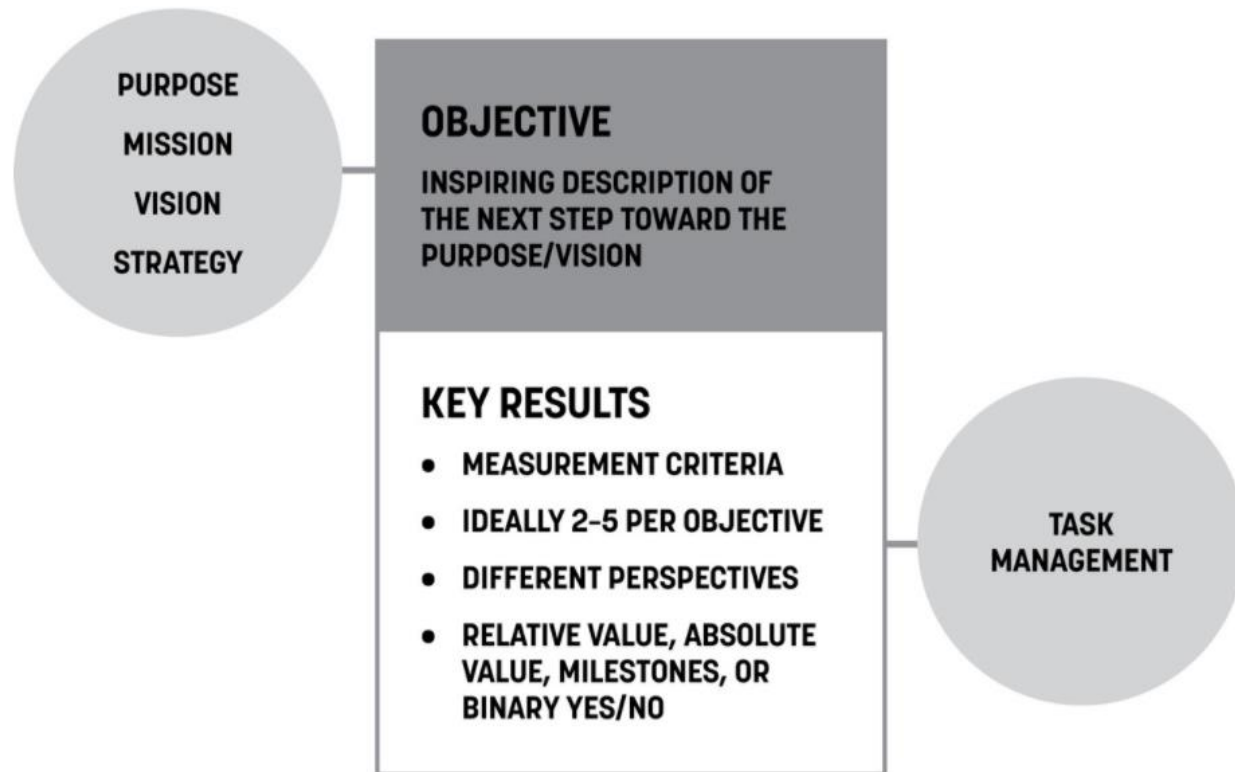 PURPOSE
MISSION
VISION
STRATEGY
OBJECTIVE
INSPIRING DESCRIPTION OF
THE NEXT STEP TOWARD THE
PURPOSE/VISION
KEY RESULTS
• MEASUREMENT CRITERIA
• IDEALLY 2–5 PER OBJECTIVE
• DIFFERENT PERSPECTIVES
• RELATIVE VALUE, ABSOLUTE
VALUE, MILESTONES, OR
BINARY YES/NO
TASK
MANAGEMENT